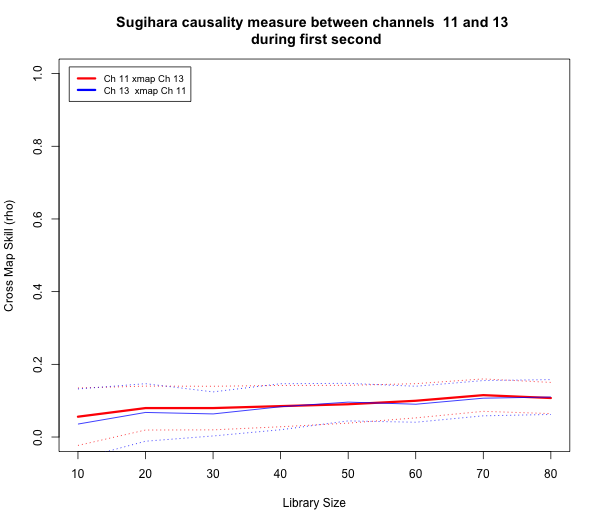 Sugihara causality measure between channels  11 and 13
during first second
Ch 11 xmap Ch 13
Ch 13  xmap Ch 11
1.0
0.8
0.6
0.4
0.2
0.0
Cross Map Skill (rho)
10 20 30 40 50 60 70 80
Library Size